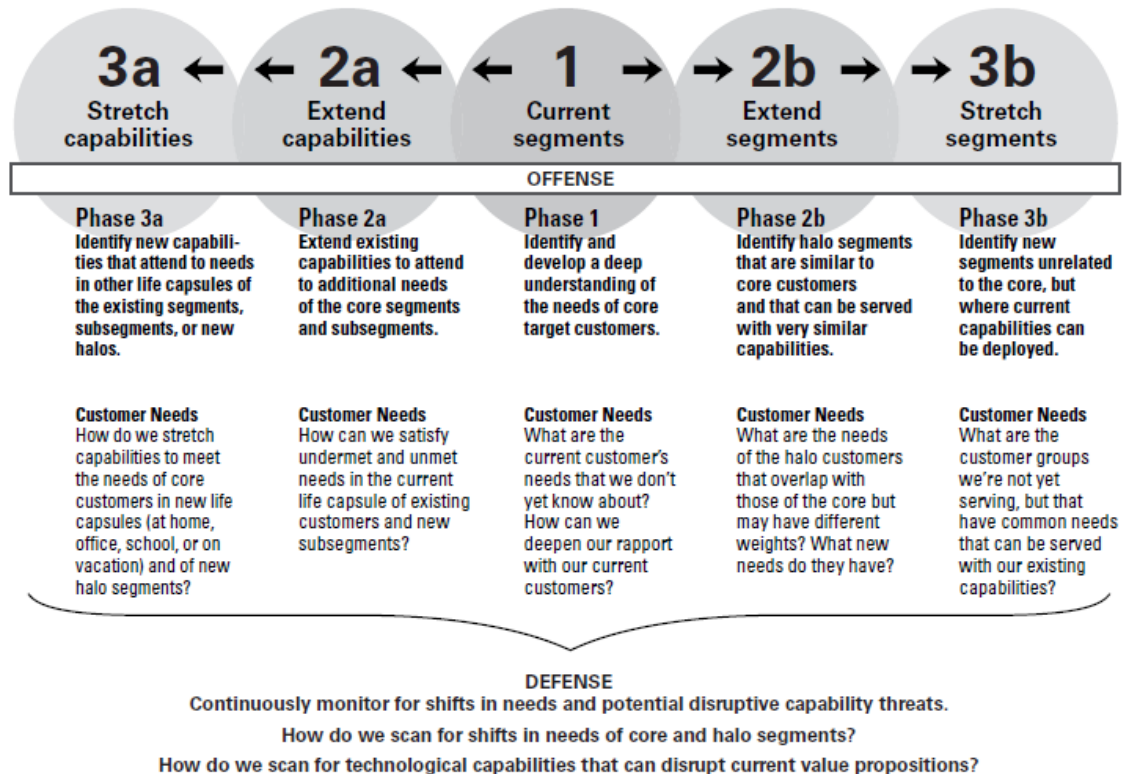 3a
Stretch
capabilities
2a
Extend
capabilities
1
Current
segments
2b
Extend
segments
3b
Stretch
segments
OFFENSE
Phase 3a
Identify new capabili-
ties that attend to needs
in other life capsules of
the existing segments,
subsegments, or new
halos.
Phase 2a
Extend existing
capabilities to attend
to additional needs
of the core segments
and subsegments.
Phase 1
Identify and
develop a deep
understanding of
the needs of core
target customers.
Phase 2b
Identify halo segments
that are similar to
core customers
and that can be served
with very similar
capabilities.
Phase 3b
Identify new
segments unrelated
to the core, but
where current
capabilities can
be deployed.
Customer Needs
How do we stretch
capabilities to meet
the needs of core
customers in new life
capsules (at home,
office, school, or on
vacation) and of new
halo segments?
Customer Needs
How can we satisfy
undermet and unmet
needs in the current
life capsule of existing
customers and new
subsegments?
Customer Needs
What are the
current customer's
needs that we don't
yet know about?
How can we
deepen our rapport
with our current
customers?
Customer Needs
What are the needs
of the halo customers
that overlap with
those of the core but
may have different
weights? What new
needs do they have?
Customer Needs
What are the
customer groups
we're not yet
serving, but that
have common needs
that can be served
with our existing
capabilities?
DEFENSE
Continuously monitor for shifts in needs and potential disruptive capability threats.
How do we scan for shifts in needs of core and halo segments?
How do we scan for technological capabilities that can disrupt current value propositions?